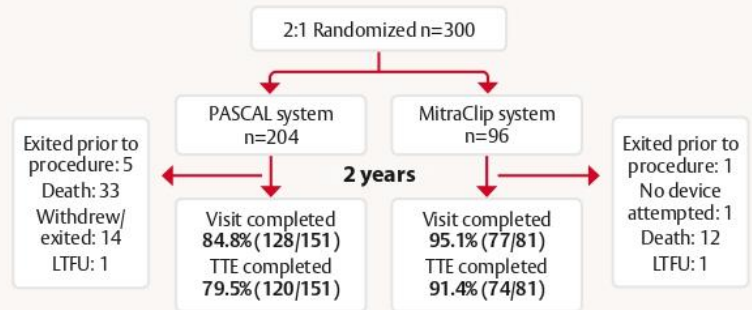 2:1 Randomized n=300
PASCAL system
n=204
MitraClip system
n=96
Exited prior to
procedure: 5
Death: 33
Withdrew/
exited: 14
LTFU: 1
2 years
Exited prior to
procedure: 1
No device
attempted: 1
Death: 12
LTFU: 1
Visit completed
84.8% (128/151)
TTE completed
79.5% (120/151)
Visit completed
95.1% (77/81)
TTE completed
91.4% (74/81)